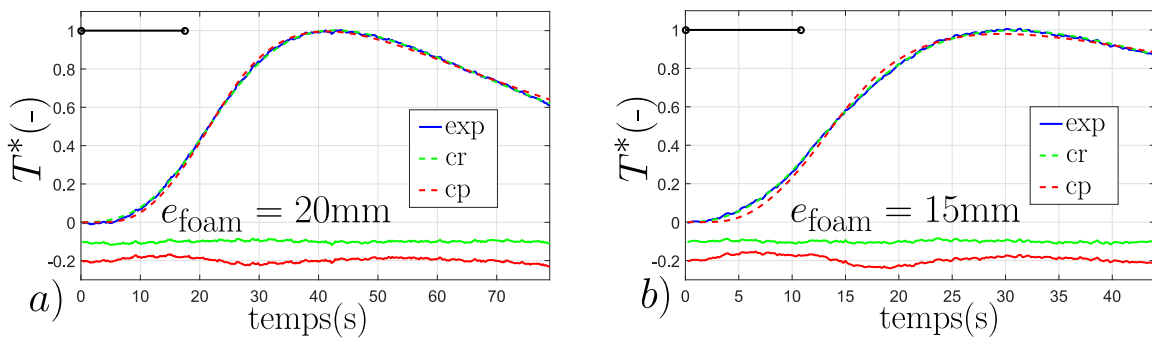 1
0.8
0.6
0.4
0.2
0
-0.2
T*(-)
exp
cr
cp
e_foam = 20mm
0 10 20 30 40 50 60 70
temps(s)
a)
1
0.8
0.6
0.4
0.2
0
-0.2
T*(-)
exp
cr
cp
e_foam = 15mm
0 5 10 15 20 25 30 35 40
temps(s)
b)